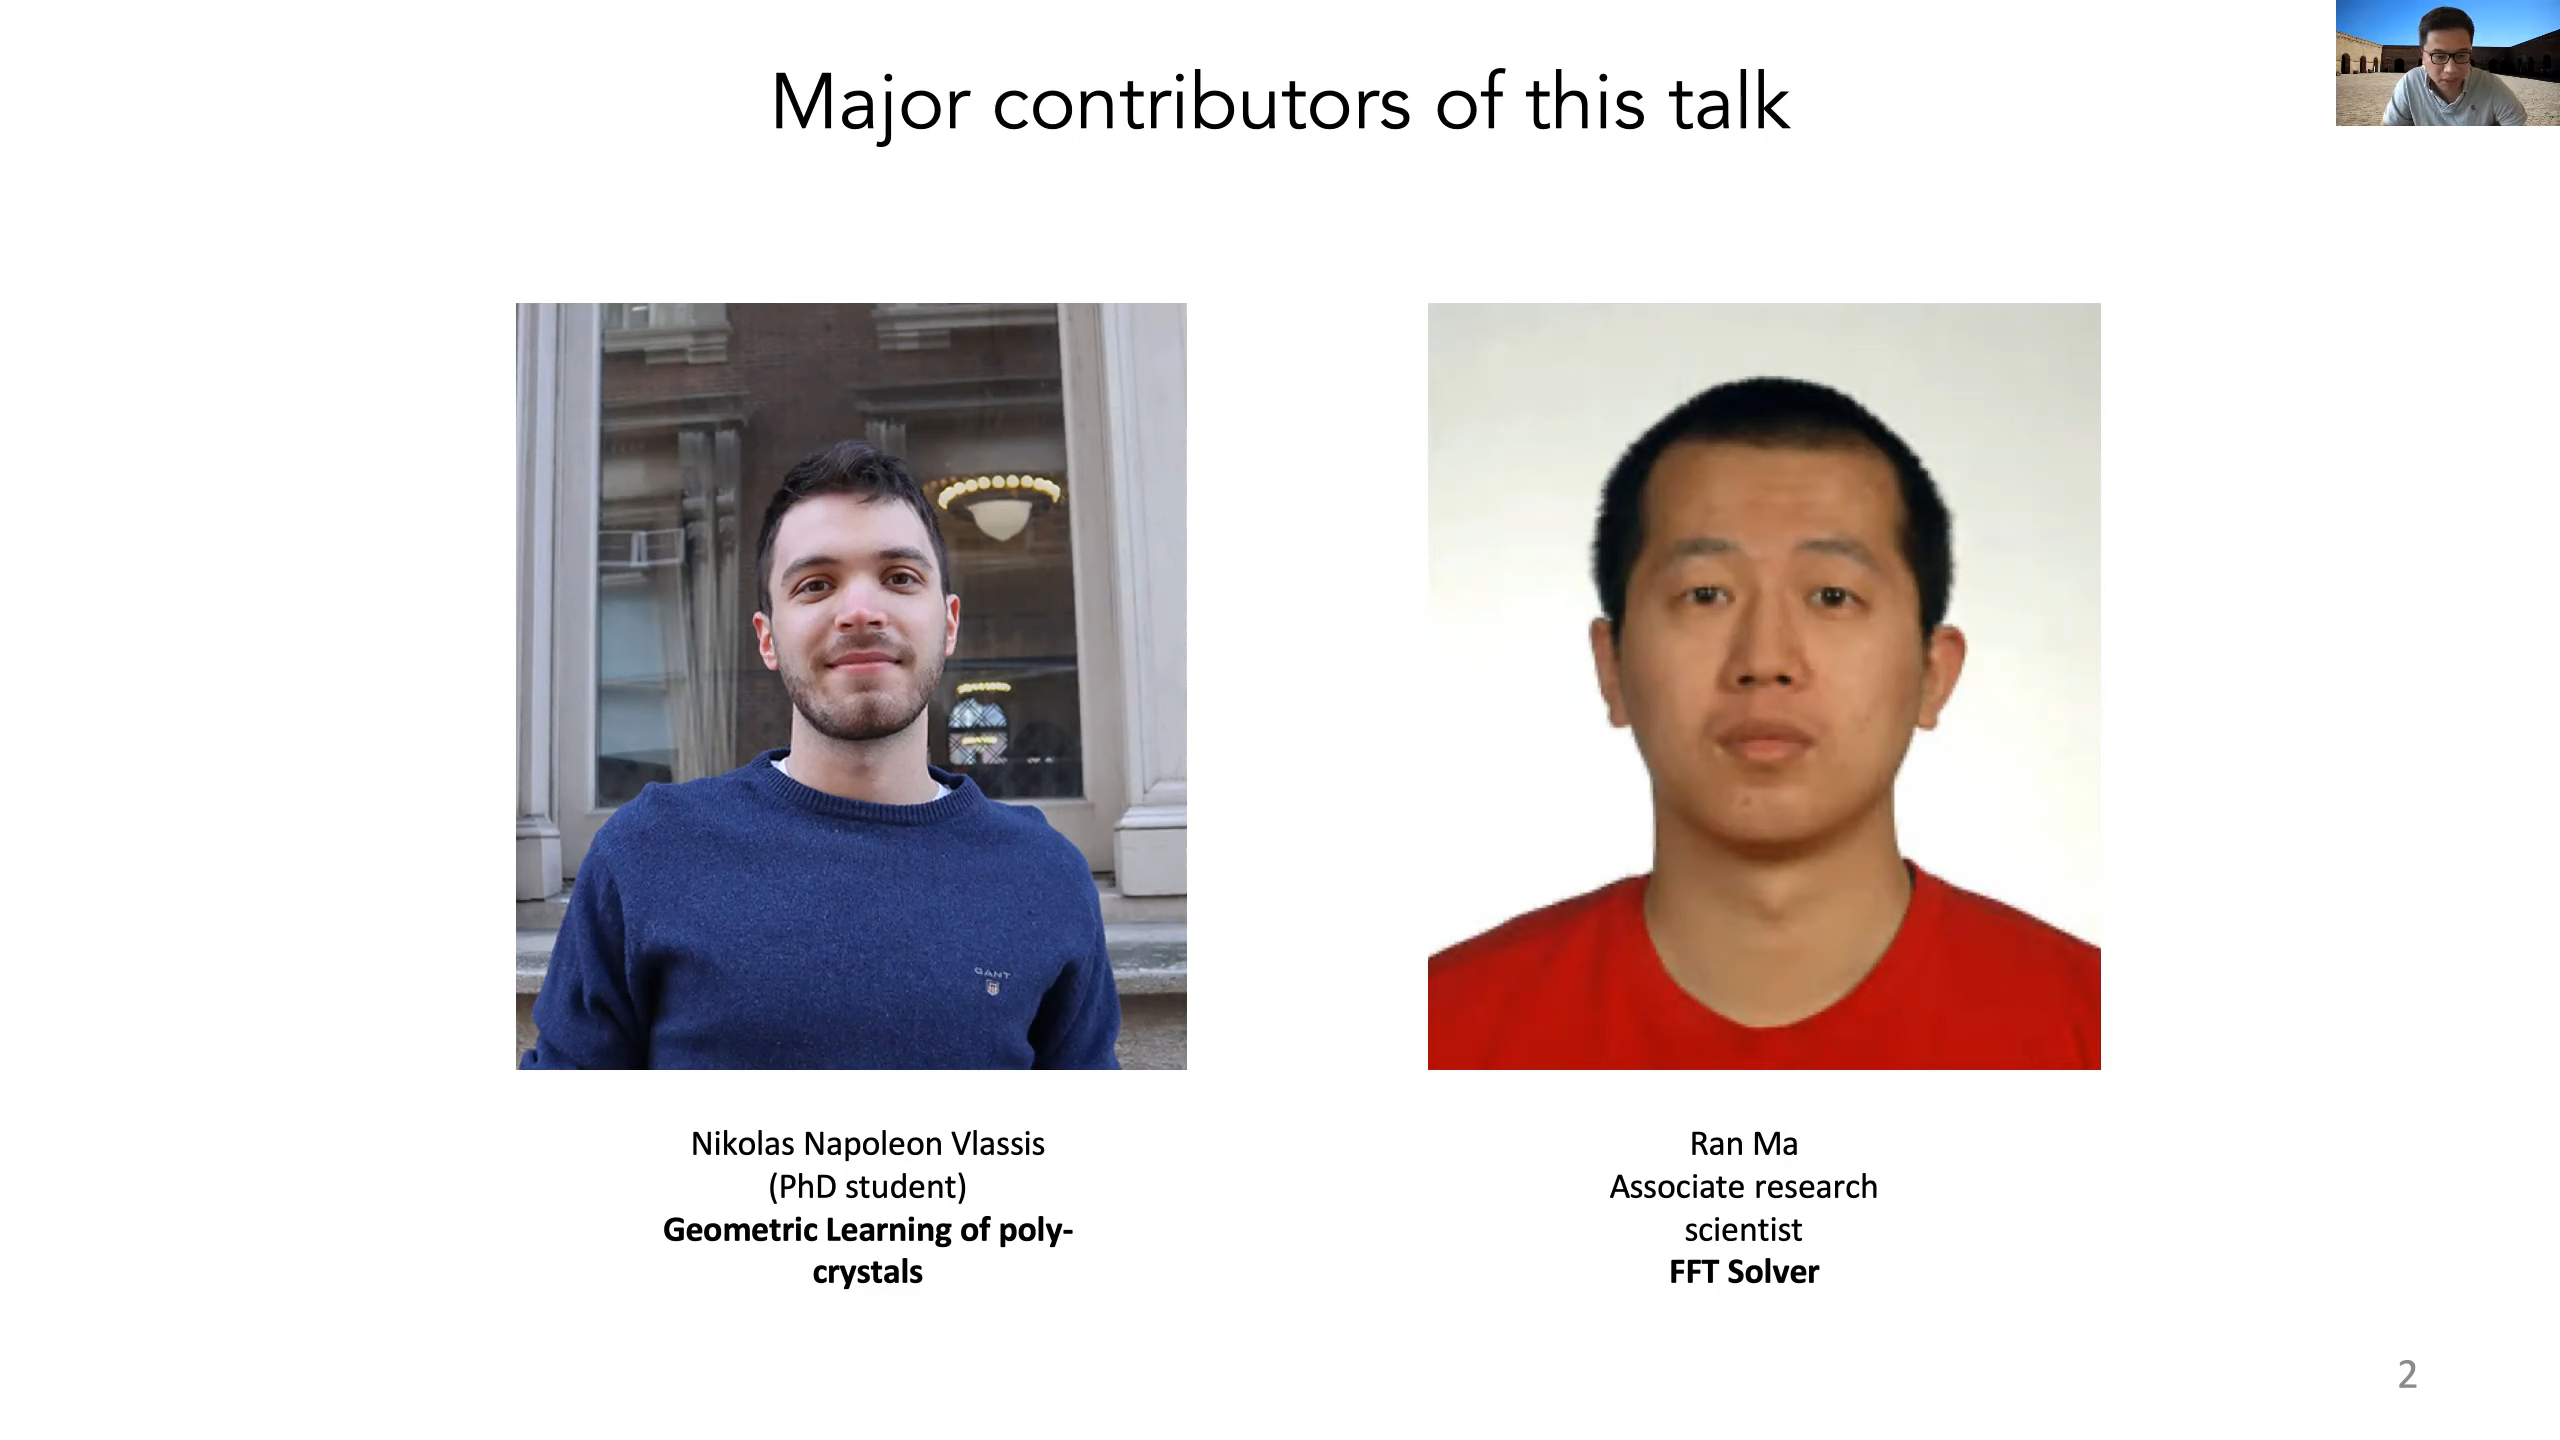 Major contributors of this talk
GANT
Nikolas Napoleon Vlassis
(PhD student)
Geometric Learning of poly-
crystals
Ran Ma
Associate research
scientist
FFT Solver
2